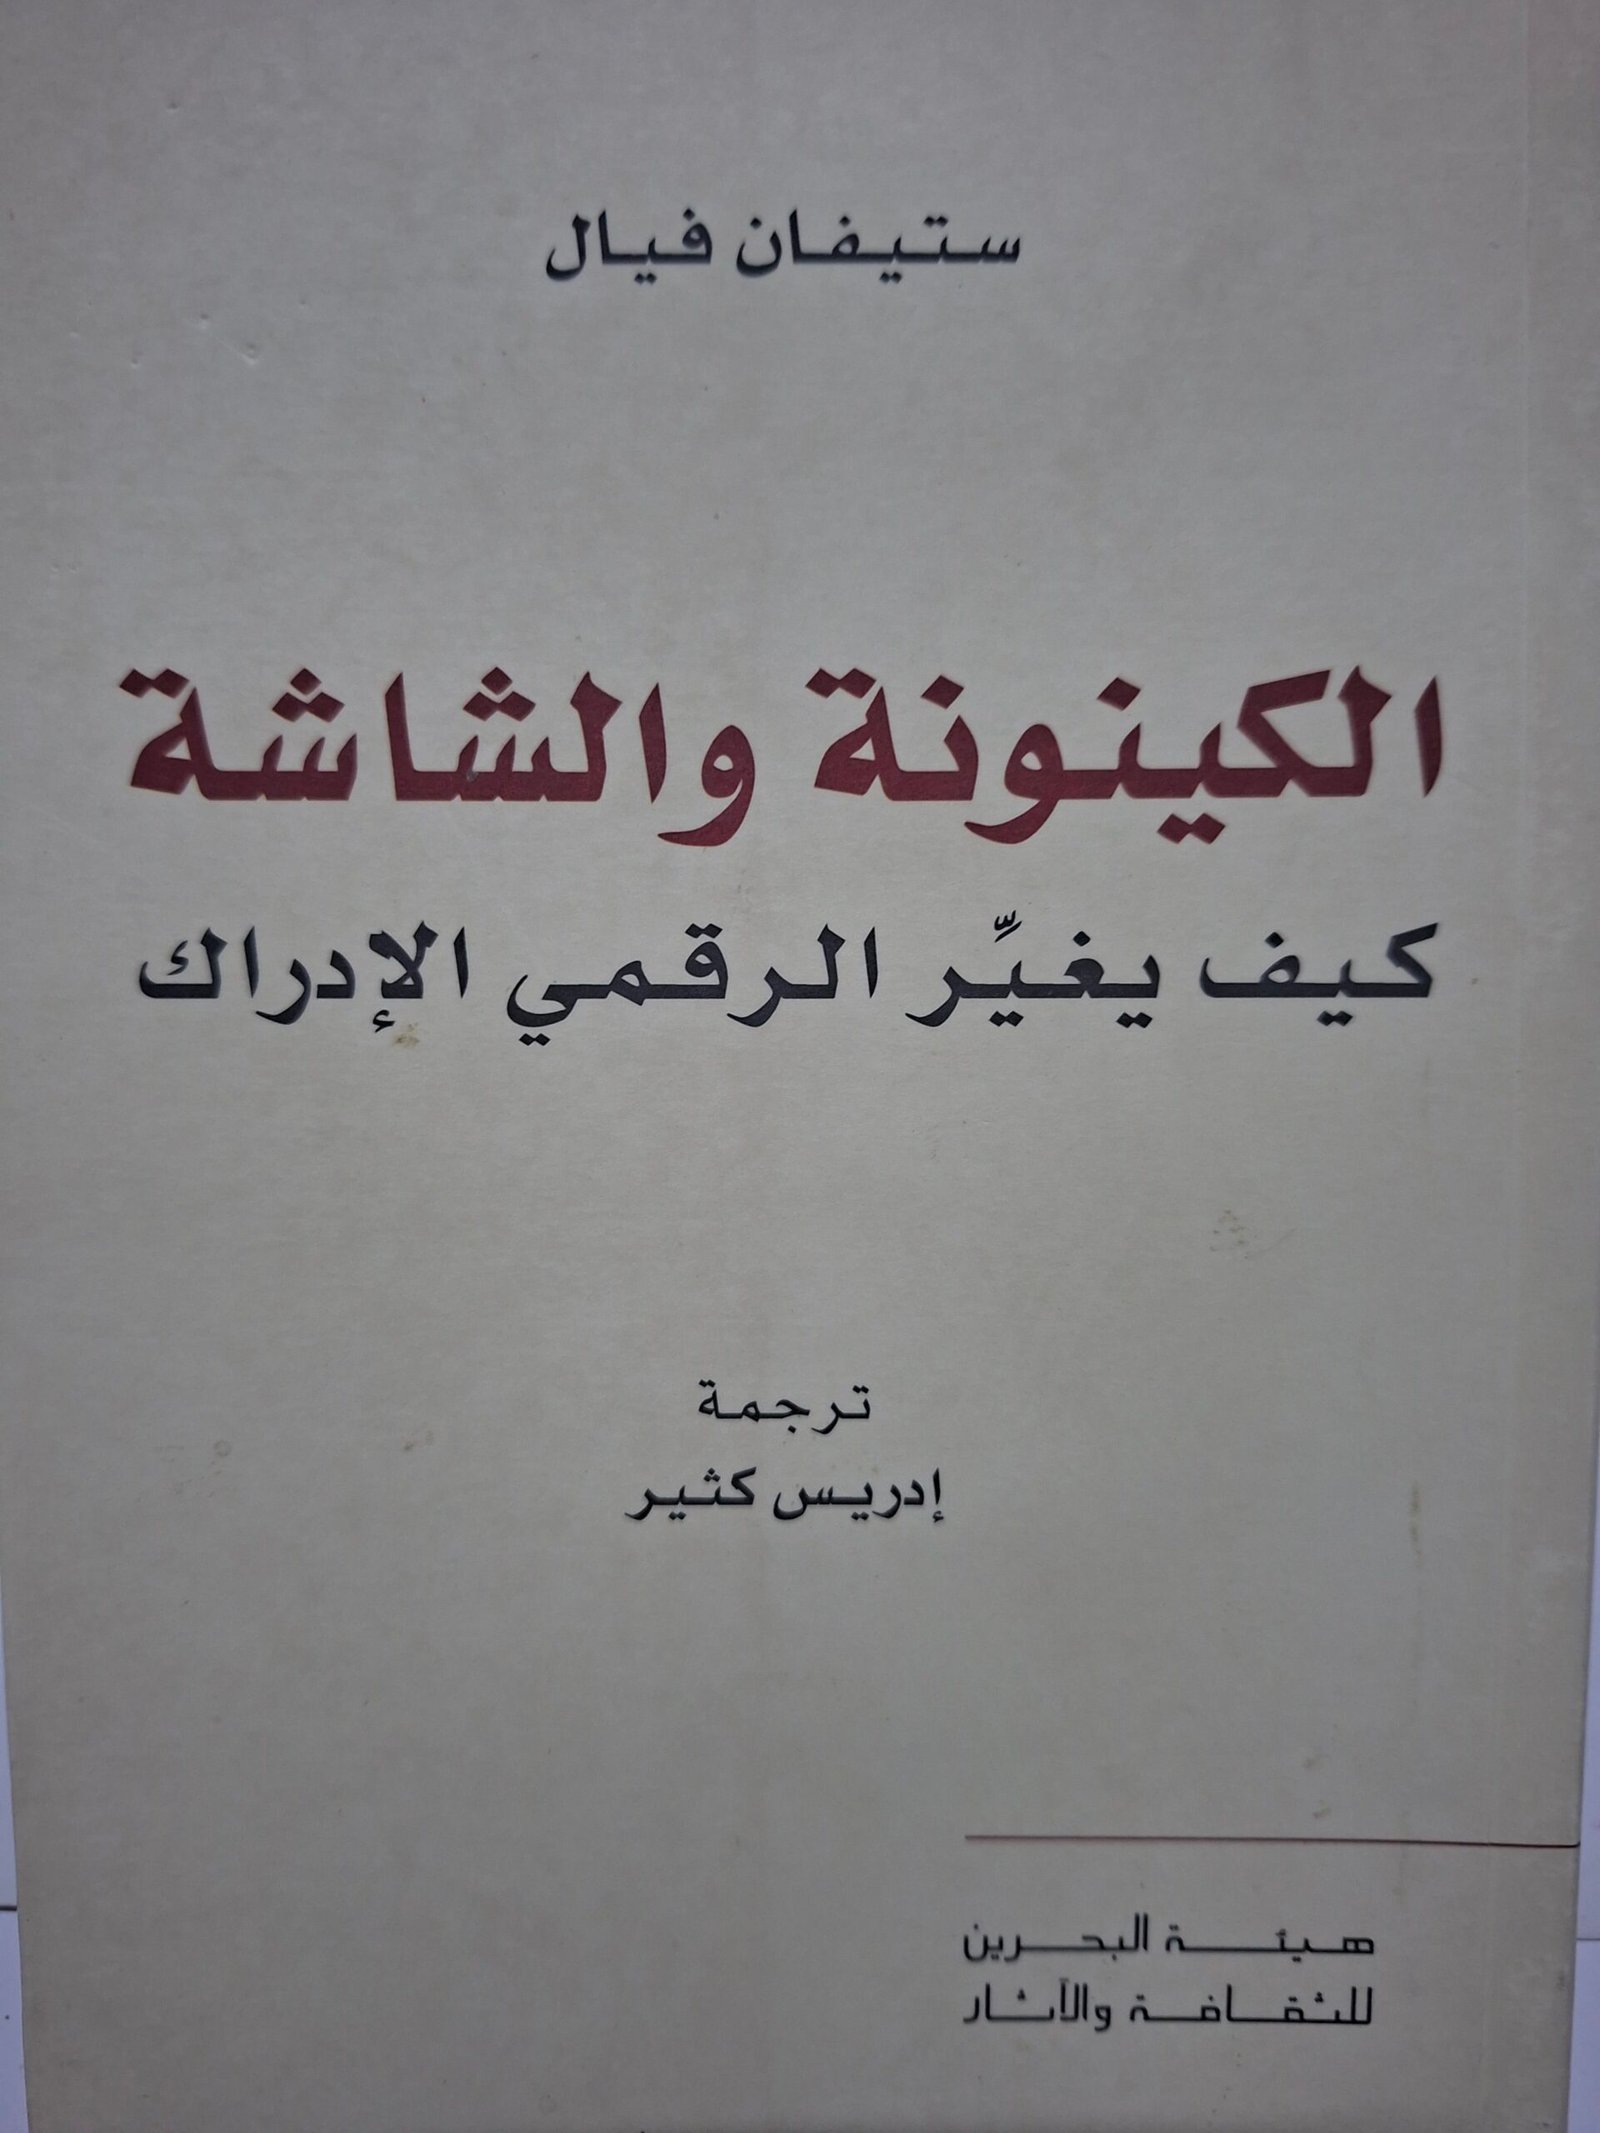 ستيفان فيال
الكينونة والشاشة
كيف يغيِّر الرقمي الإدراك
ترجمة
إدريس كثير
هيئة البحرين
للثقافة والآثار